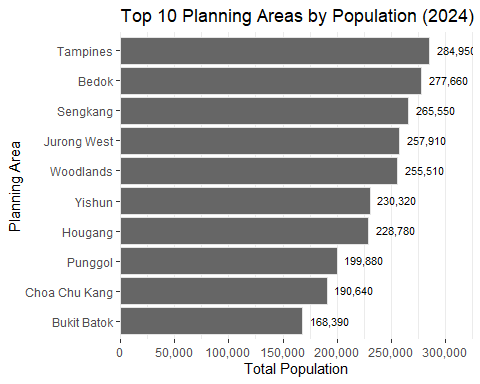 Top 10 Planning Areas by Population (2024)
Planning Area
Tampines 284,950
Bedok 277,660
Sengkang 265,550
Jurong West 257,910
Woodlands 255,510
Yishun 230,320
Hougang 228,780
Punggol 199,880
Choa Chu Kang 190,640
Bukit Batok 168,390
0 50,000 100,000 150,000 200,000 250,000 300,000
Total Population